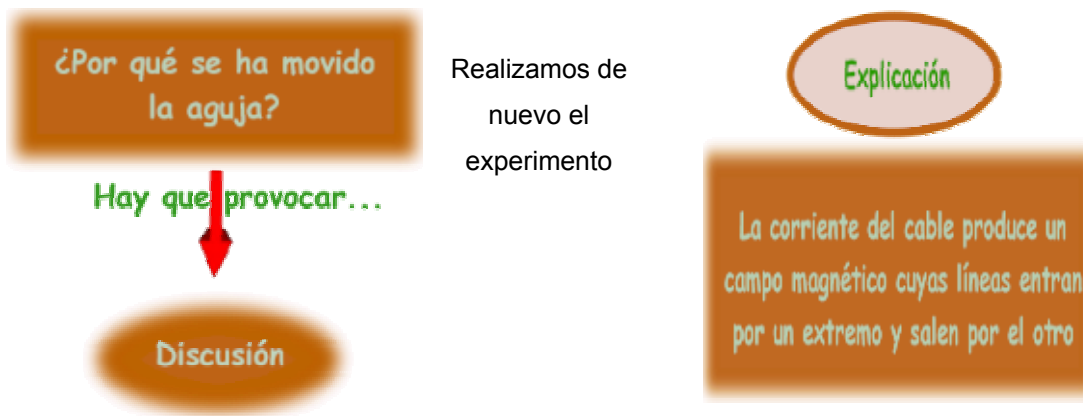 ¿Por qué se ha movido
la aguja?
Hay que provocar...
Discusión
Realizamos de
nuevo el
experimento
Explicación
La corriente del cable produce un
campo magnético cuyas líneas entran
por un extremo y salen por el otro